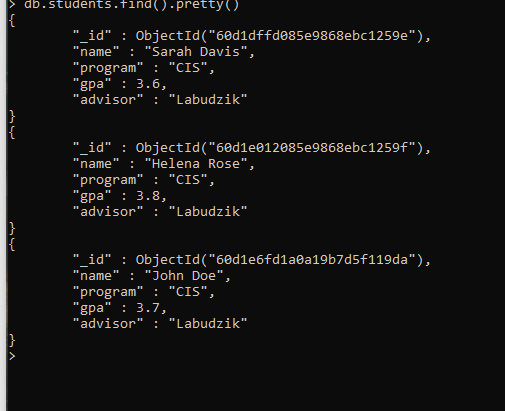 > db.students.find().pretty()
{
        "_id" : ObjectId("60d1dffd085e9868ebc1259e"),
        "name" : "Sarah Davis",
        "program" : "CIS",
        "gpa" : 3.6,
        "advisor" : "Labudzik"
}
{
        "_id" : ObjectId("60d1e012085e9868ebc1259f"),
        "name" : "Helena Rose",
        "program" : "CIS",
        "gpa" : 3.8,
        "advisor" : "Labudzik"
}
{
        "_id" : ObjectId("60d1e6fd1a0a19b7d5f119da"),
        "name" : "John Doe",
        "program" : "CIS",
        "gpa" : 3.7,
        "advisor" : "Labudzik"
}
>